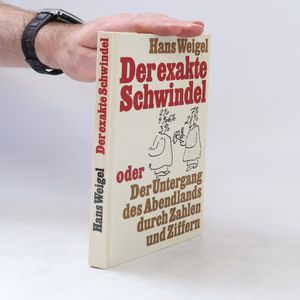 Hans Weigel
Der exakte
Schwindel
oder
Der Untergang
des Abendlands
durch Zahlen
und Ziffern
Hans Weigel Der exakte Schwindel